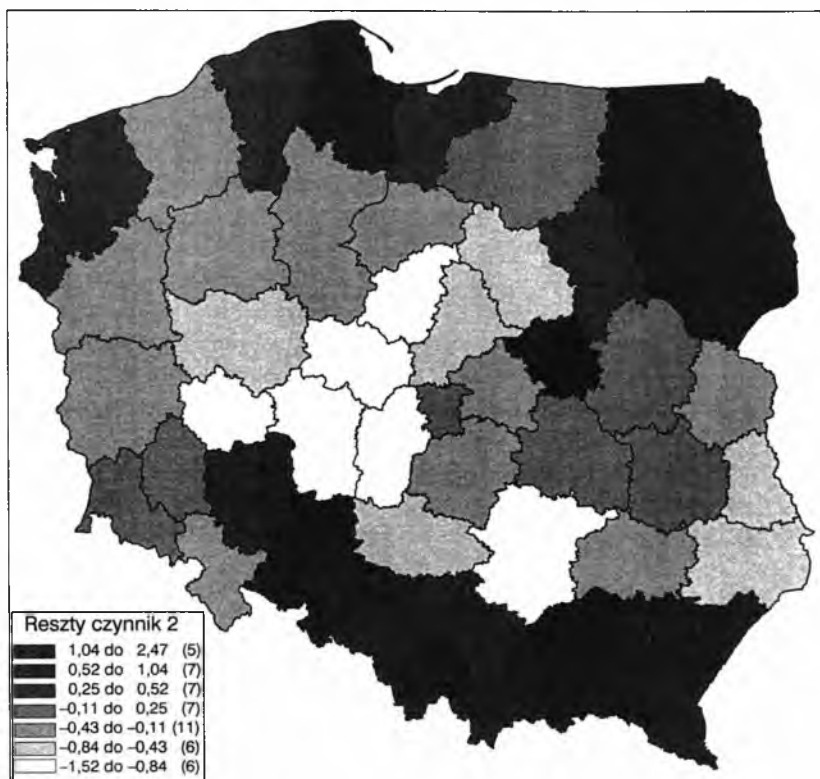 Reszty czynnik 2
1,04 do 2,47 (5)
0,52 do 1,04 (7)
0,25 do 0,52 (7)
−0,11 do 0,25 (7)
−0,43 do −0,11 (11)
−0,84 do −0,43 (6)
−1,52 do −0,84 (6)